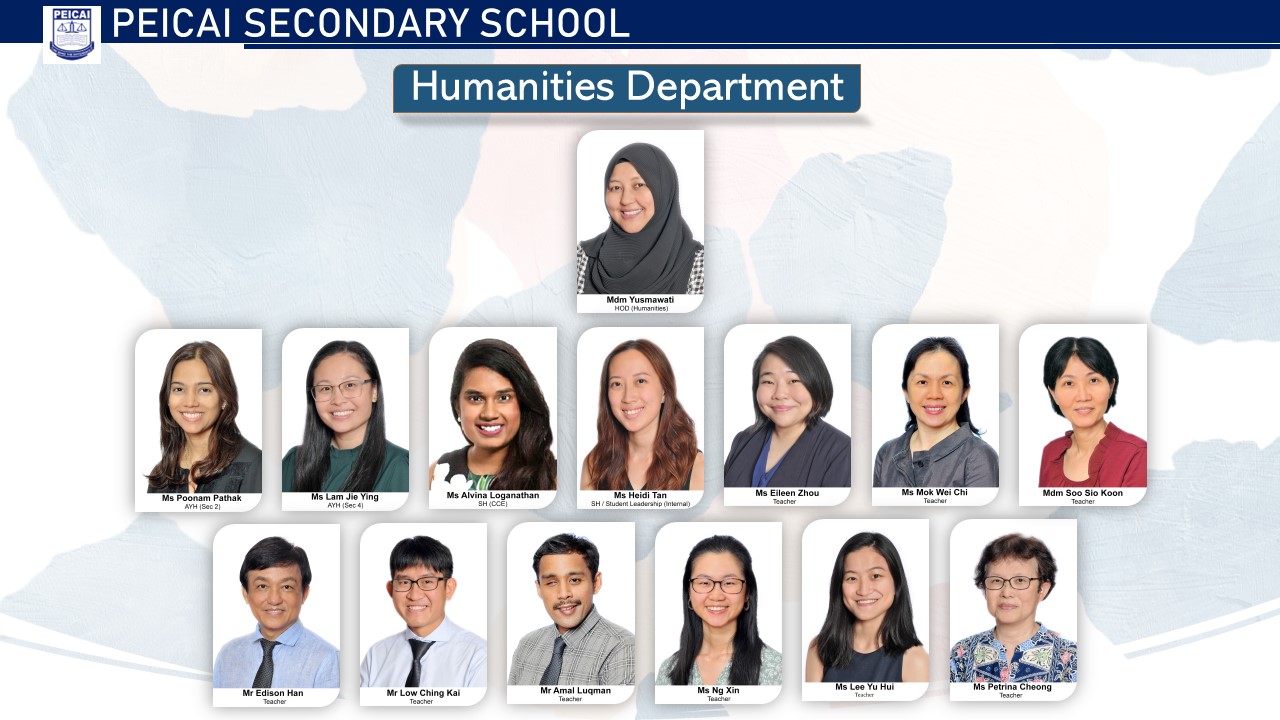 PEICAI
PEICAI SECONDARY SCHOOL
Humanities Department
Mdm Yusmawati
HOD (Humanities)
Ms Poonam Pathak
AYH (Sec 2)
Ms Lam Jie Ying
AYH (Sec 4)
Ms Alvina Loganathan
SH (CCE)
Ms Heidi Tan
SH / Student Leadership (Internal)
Ms Eileen Zhou
Teacher
Ms Mok Wei Chi
Teacher
Mdm Soo Sio Koon
Teacher
Mr Edison Han
Teacher
Mr Low Ching Kai
Teacher
Mr Amal Luqman
Teacher
Ms Ng Xin
Teacher
Ms Lee Yu Hui
Teacher
Ms Petrina Cheong
Teacher